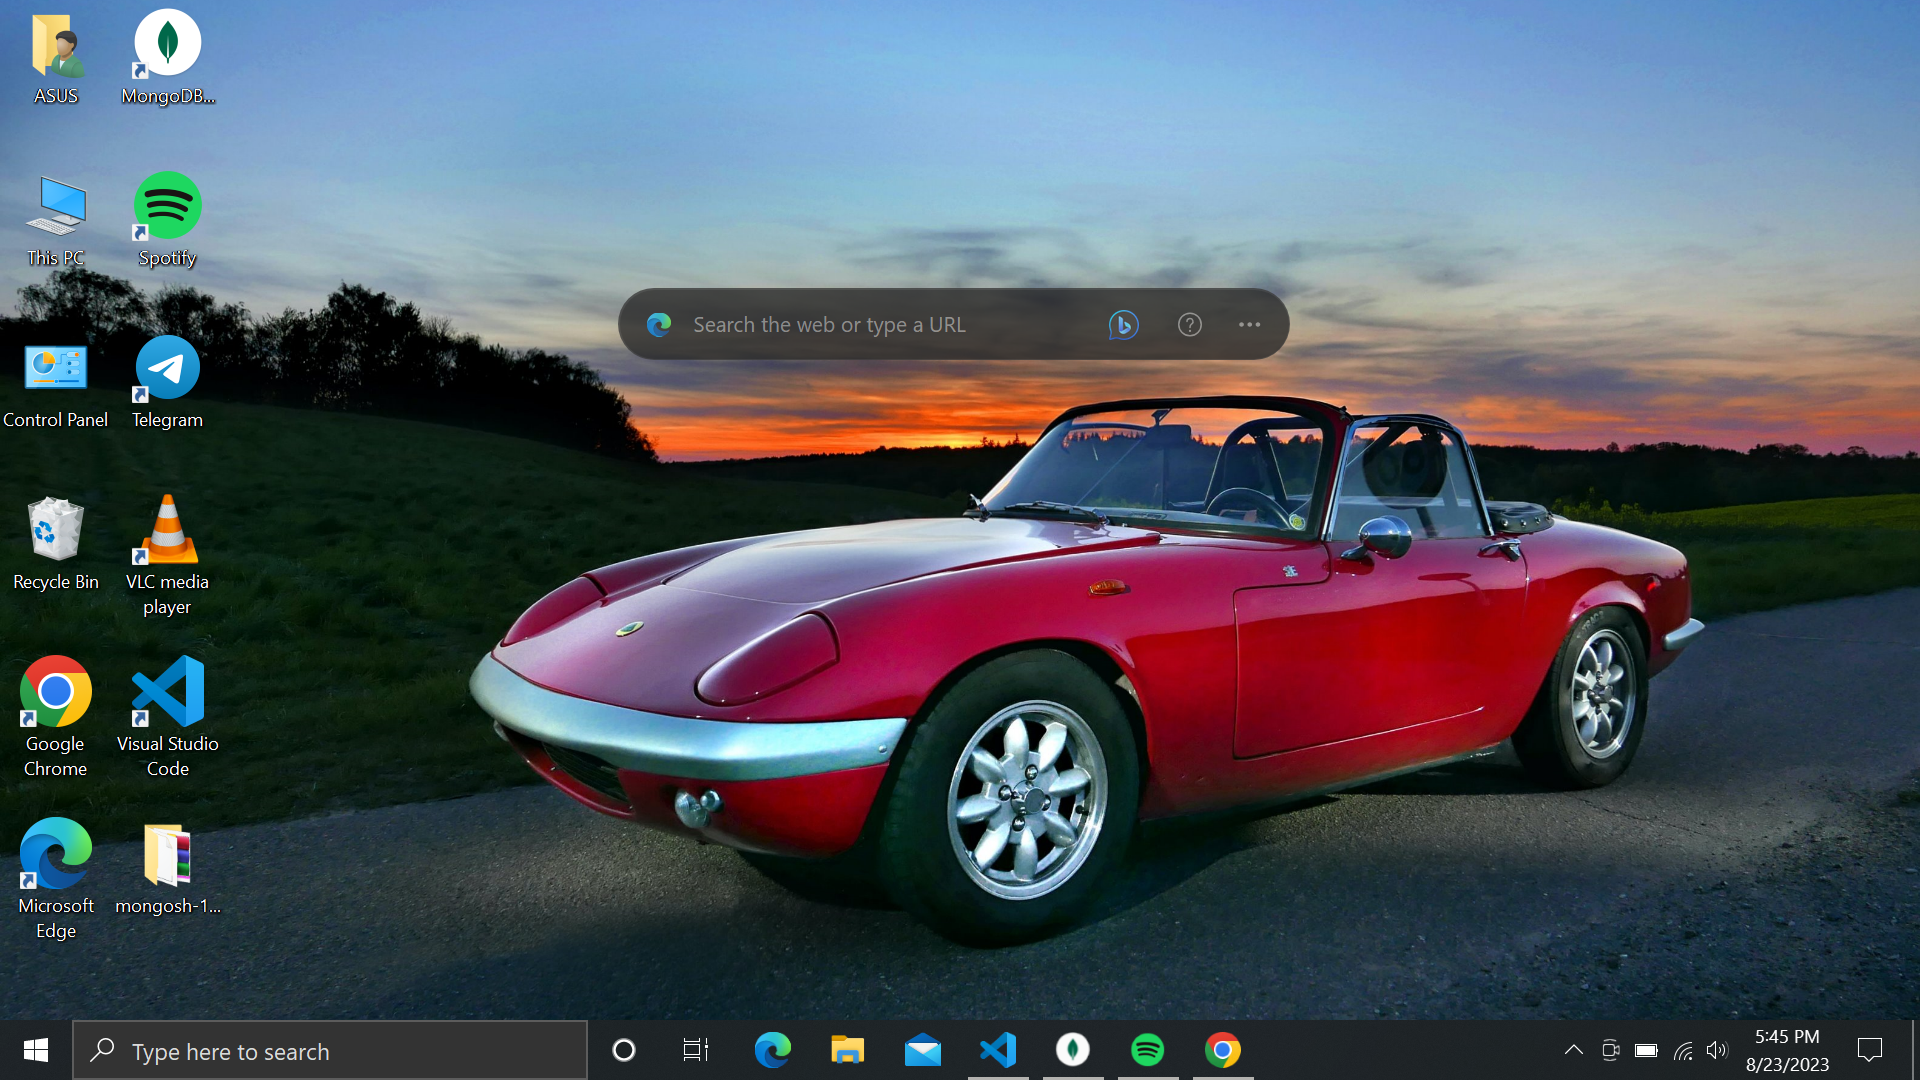 ASUS
MongoDB...
This PC
Spotify
Control Panel
Telegram
Recycle Bin
VLC media
player
Google
Chrome
Visual Studio
Code
Microsoft
Edge
mongosh-1...
Search the web or type a URL
Type here to search
5:45 PM
8/23/2023